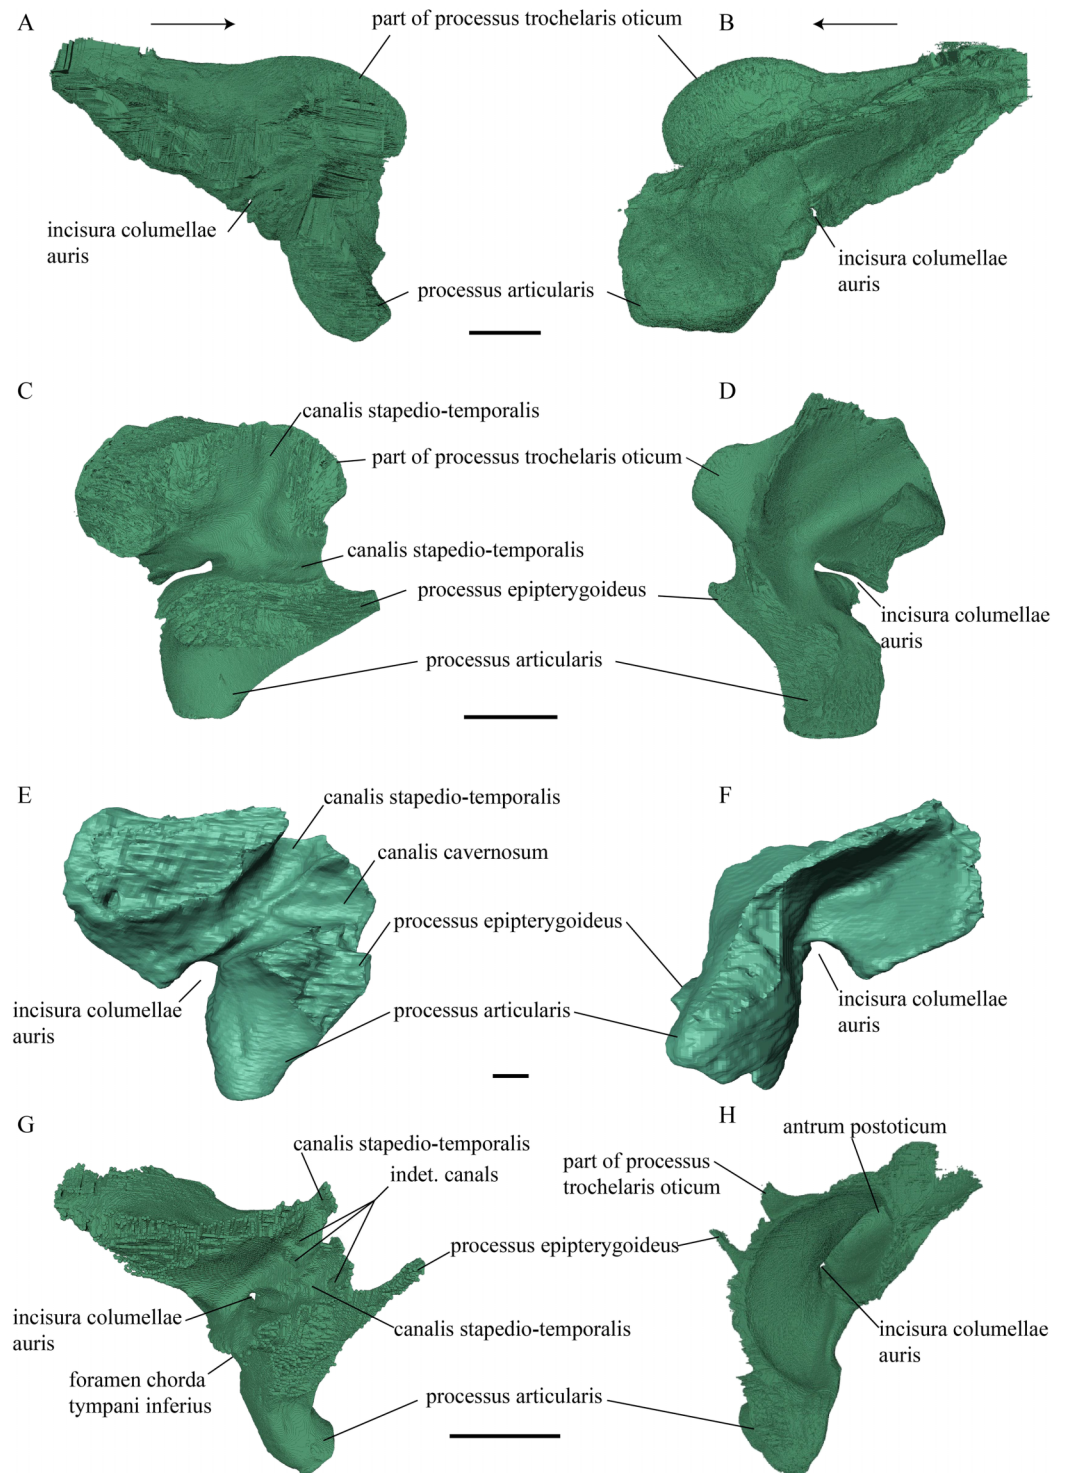 A
part of processus trochelaris oticum
B
incisura columellae
auris
incisura columellae
auris
processus articularis
C
canalis stapedio-temporalis
D
part of processus trochelaris oticum
canalis stapedio-temporalis
processus epipterygoideus
incisura columellae
auris
processus articularis
E
canalis stapedio-temporalis
F
canalis cavernosum
processus epipterygoideus
incisura columellae
auris
processus articularis
incisura columellae
auris
G
canalis stapedio-temporalis
indet. canals
H
antrum postoticum
part of processus
trochelaris oticum
processus epipterygoideus
incisura columellae
auris
canalis stapedio-temporalis
incisura columellae
auris
foramen chorda
tympani inferius
processus articularis